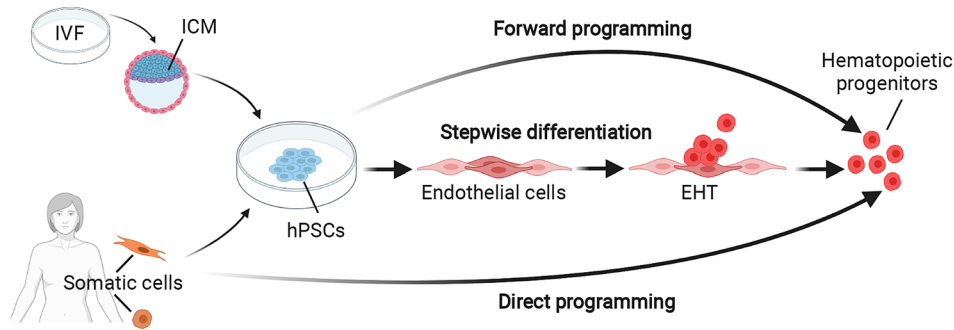 IVF
ICM
Forward programming
Hematopoietic
progenitors
Stepwise differentiation
Endothelial cells
EHT
hPSCs
Somatic cells
Direct programming